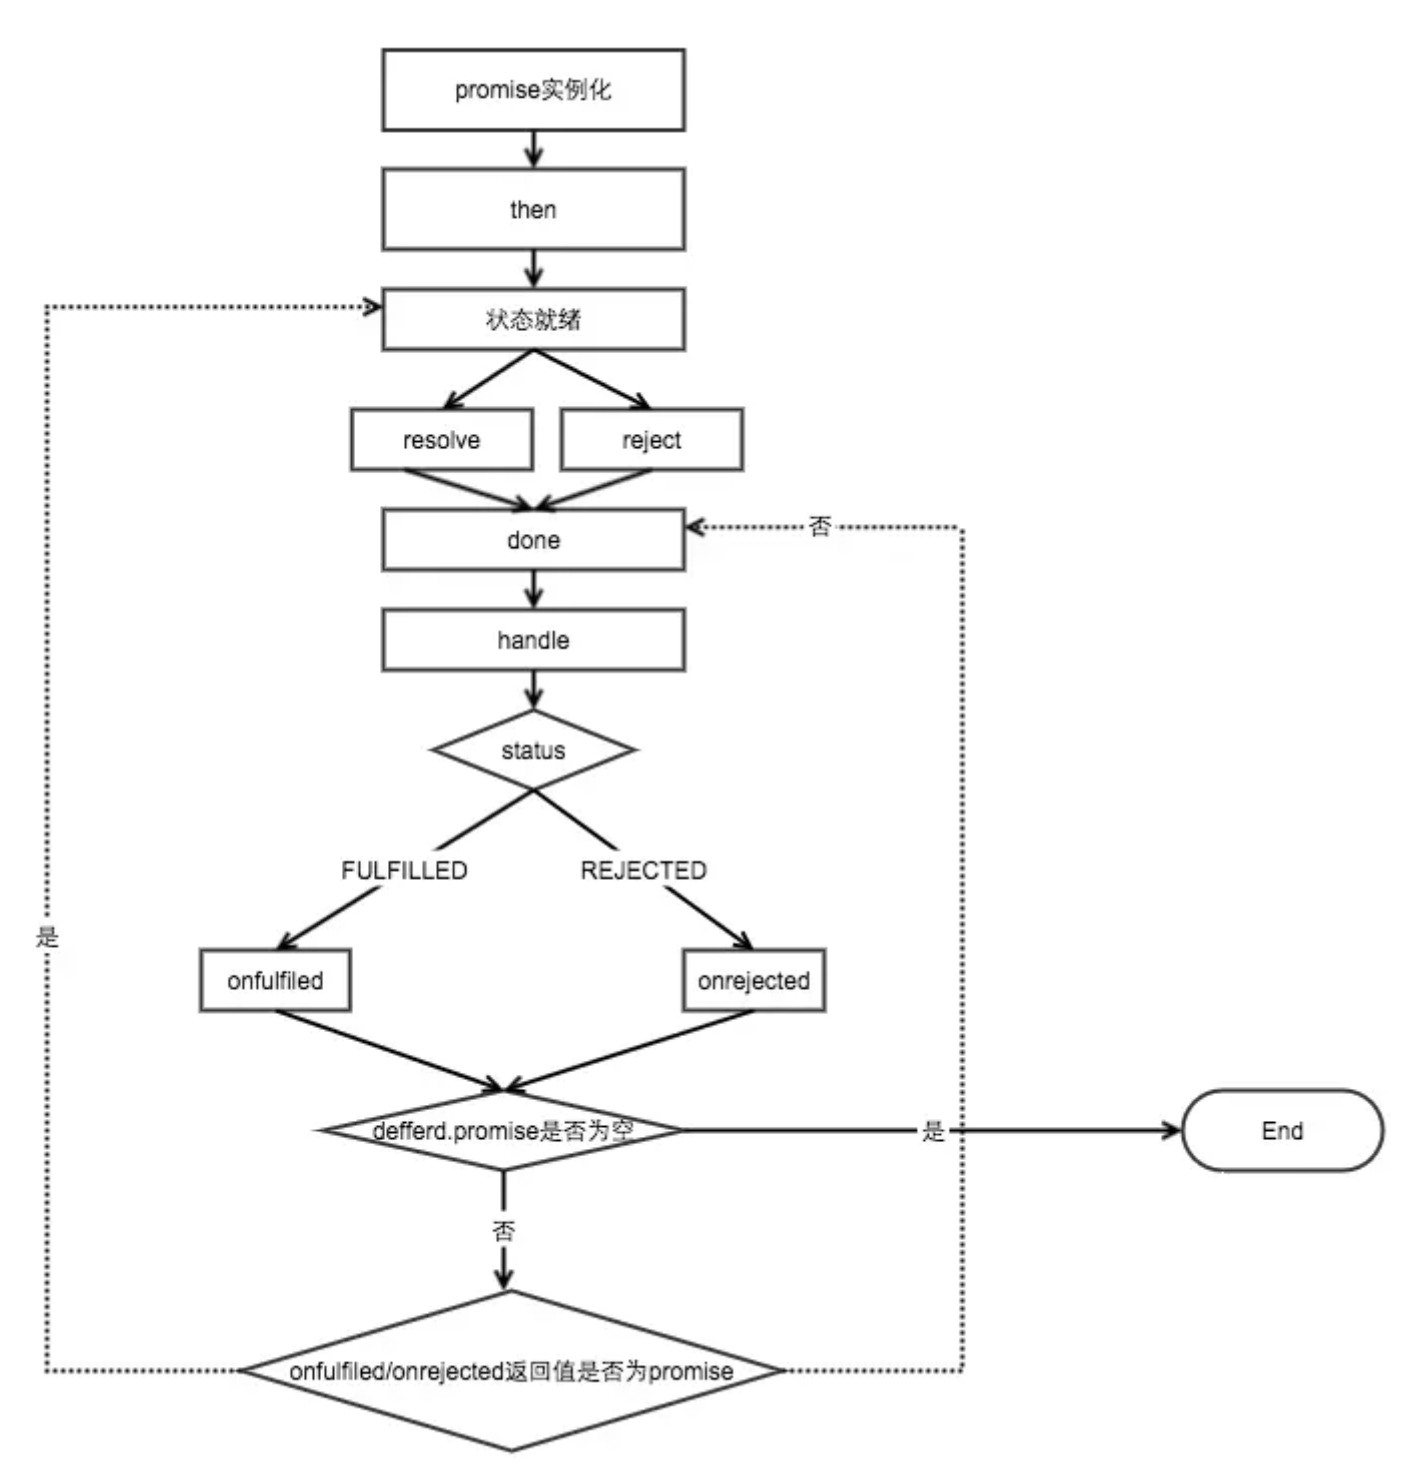 promise实例化
then
状态就绪
resolve
reject
否
done
handle
status
FULFILLED
REJECTED
是
onfulfiled
onrejected
defferd.promise是否为空
是
End
否
onfulfiled/onrejected返回值是否为promise